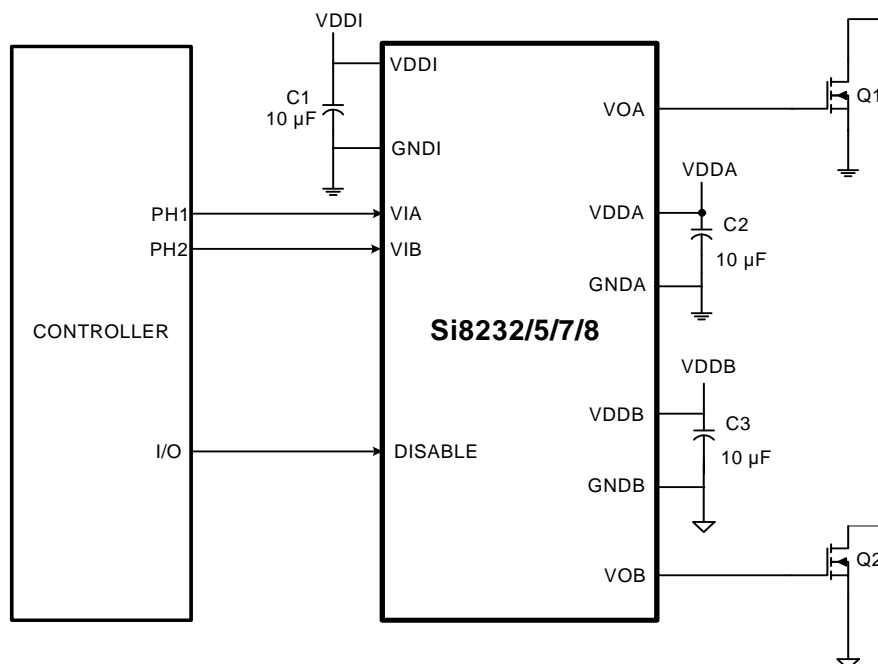 VDDI
VDDI
C1
10 µF
GNDI
VOA
Q1
VDDA
VDDA
C2
10 µF
GNDA
PH1
VIA
PH2
VIB
CONTROLLER
Si8232/5/7/8
VDDB
VDDB
C3
10 µF
GNDB
I/O
DISABLE
VOB
Q2